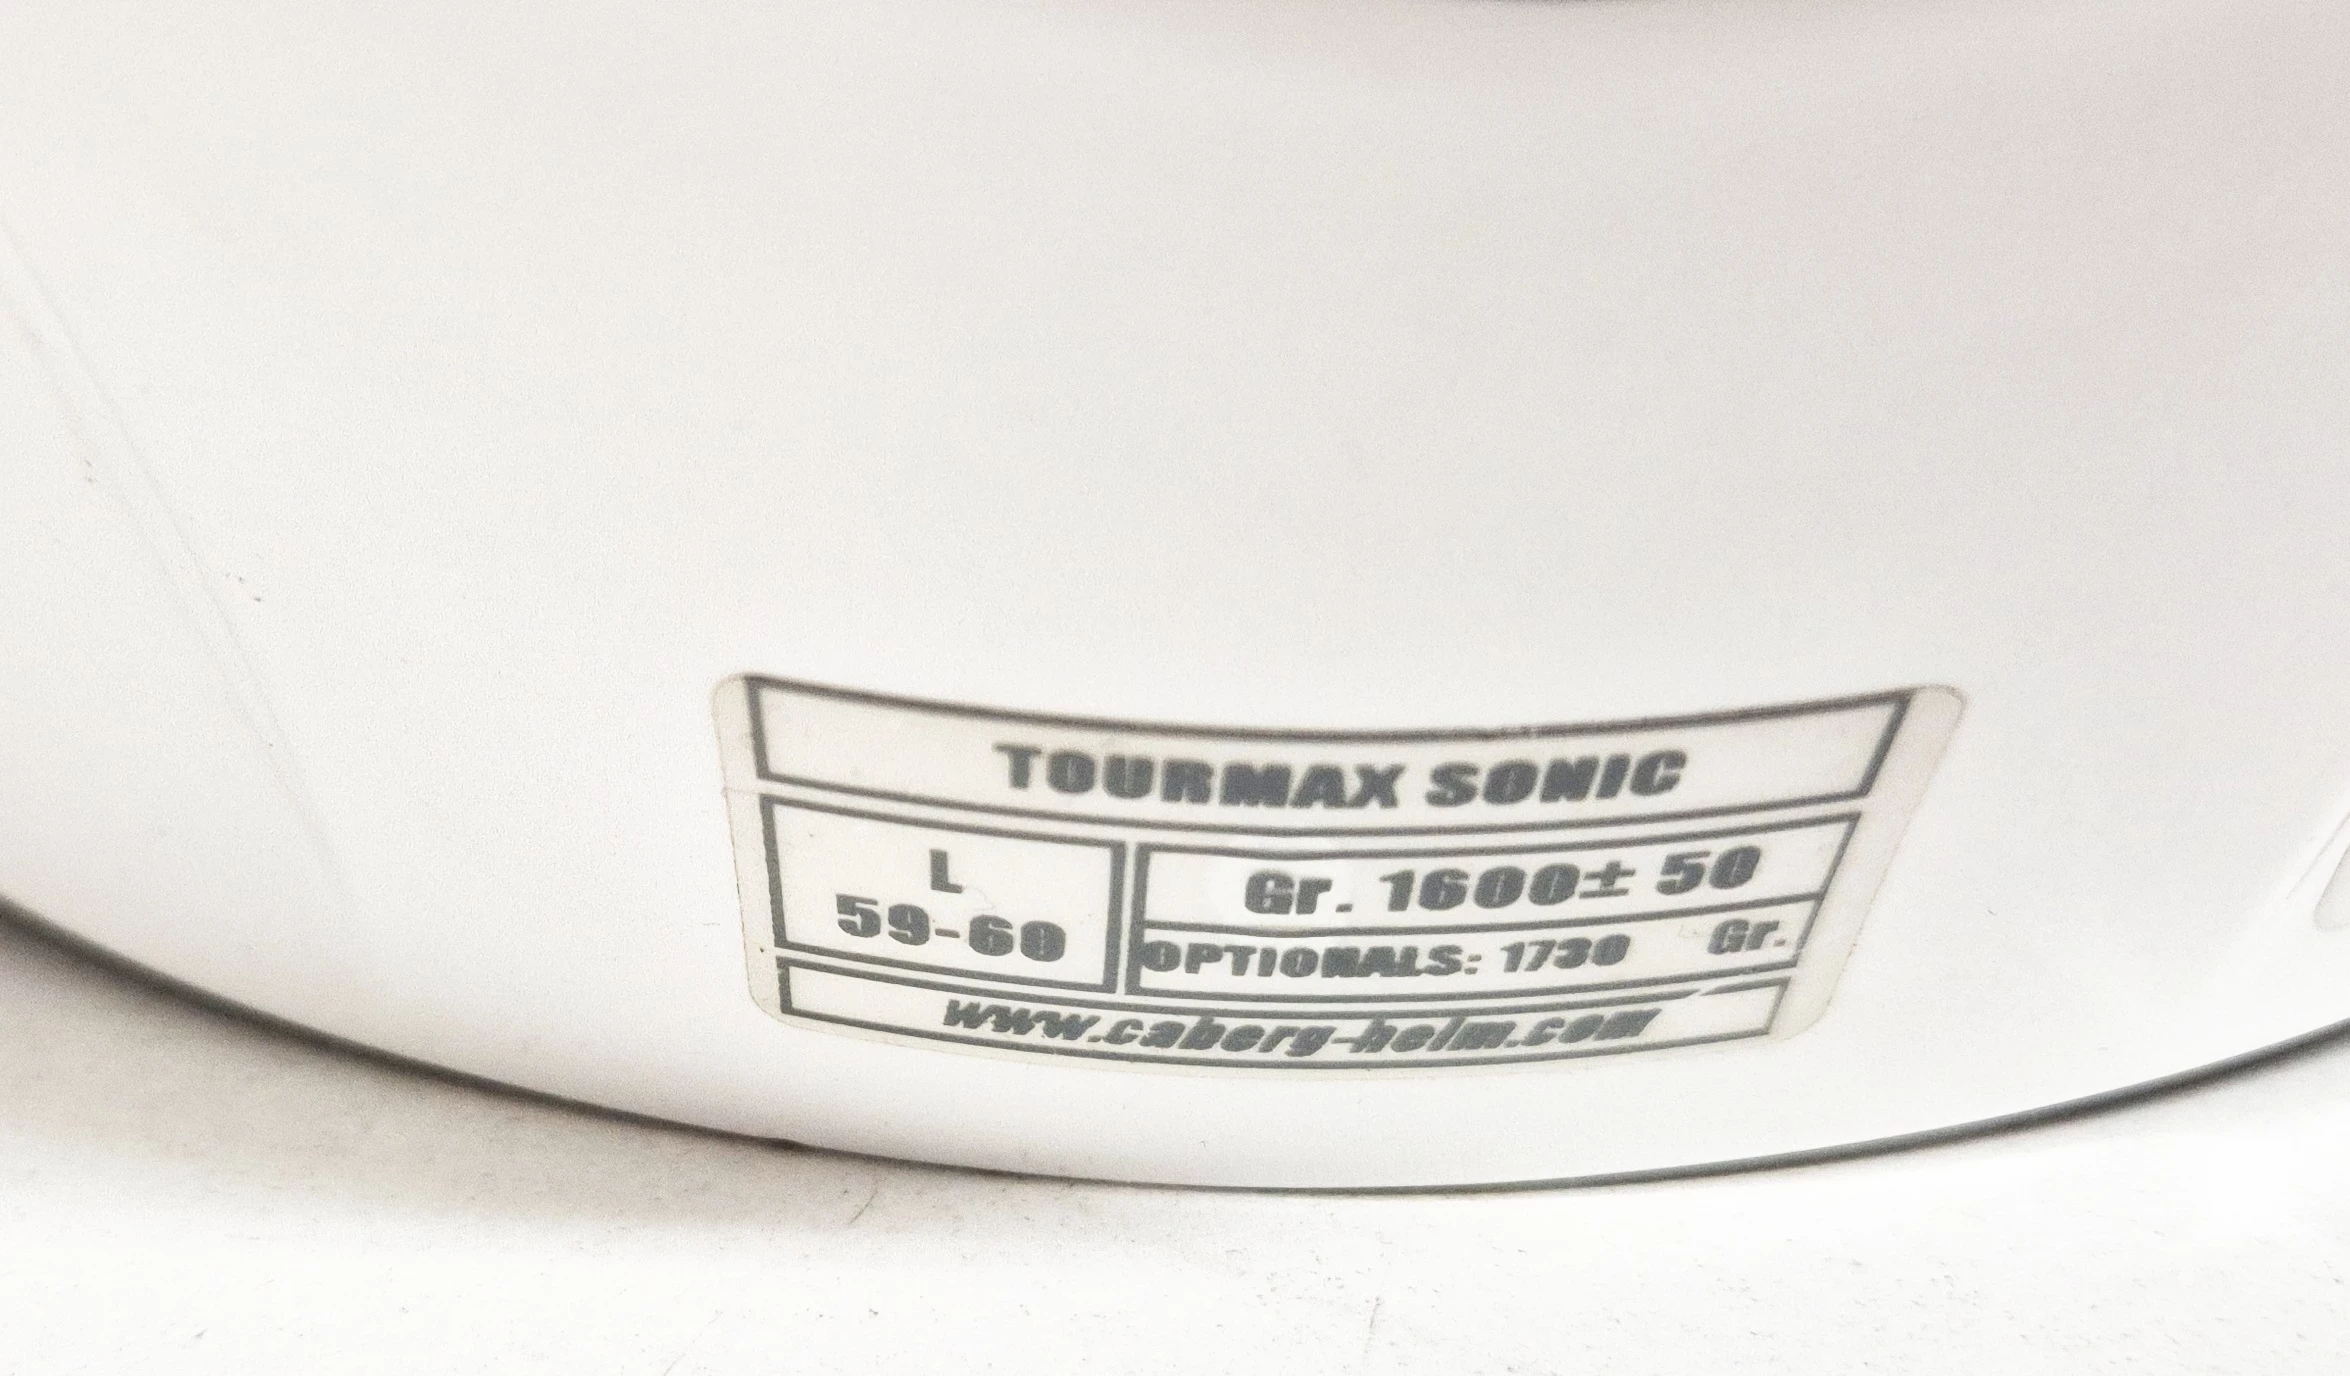 TOURMAX SONIC
L
59-60
Gr. 1600± 50
OPTIONALS: 1730 Gr.
www.caberg-helm.com